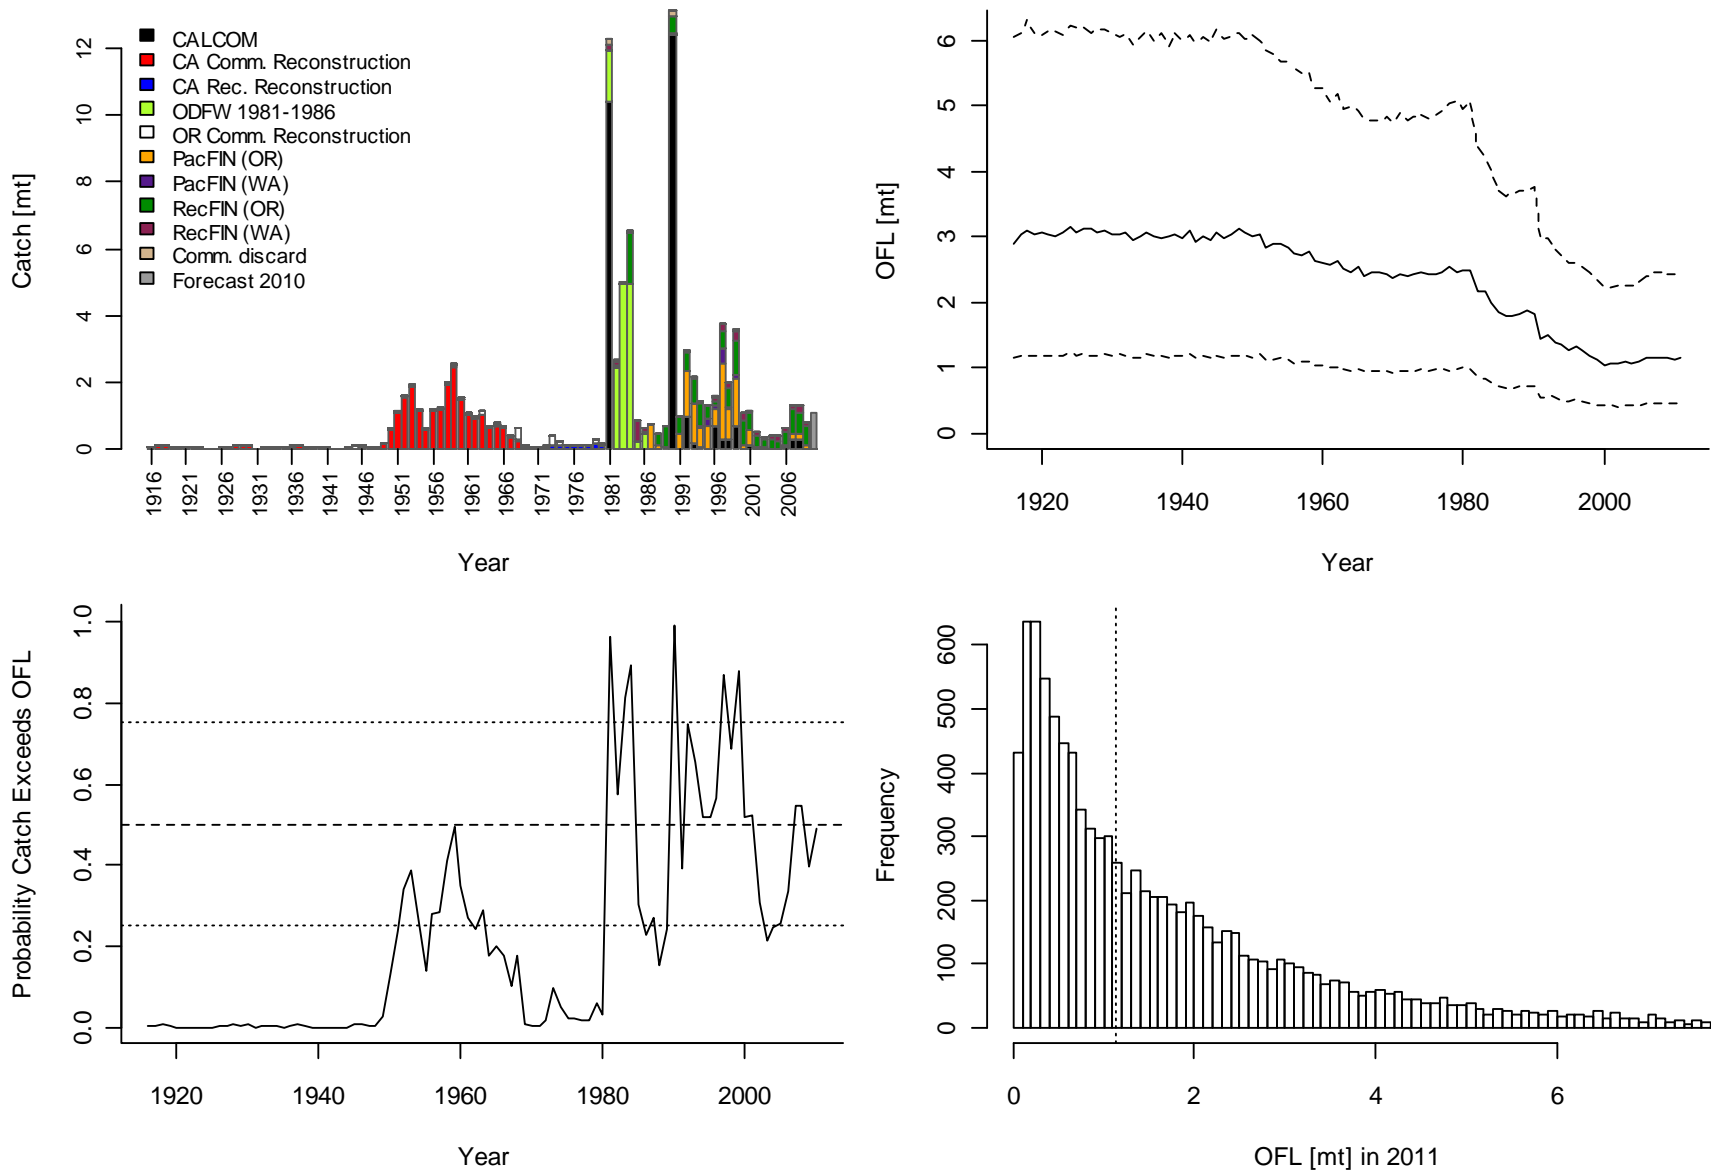 Catch [mt]
12
10
8
6
4
2
0
CALCOM
CA Comm. Reconstruction
CA Rec. Reconstruction
ODFW 1981-1986
OR Comm. Reconstruction
PacFIN (OR)
PacFIN (WA)
RecFIN (OR)
RecFIN (WA)
Comm. discard
Forecast 2010
1916 1921 1926 1931 1936 1941 1946 1951 1956 1961 1966 1971 1976 1981 1986 1991 1996 2001 2006
Year
OFL [mt]
6
5
4
3
2
1
0
1920 1940 1960 1980 2000
Year
Probability Catch Exceeds OFL
1.0
0.8
0.6
0.4
0.2
0.0
1920 1940 1960 1980 2000
Year
Frequency
600
500
400
300
200
100
0
0 2 4 6
OFL [mt] in 2011